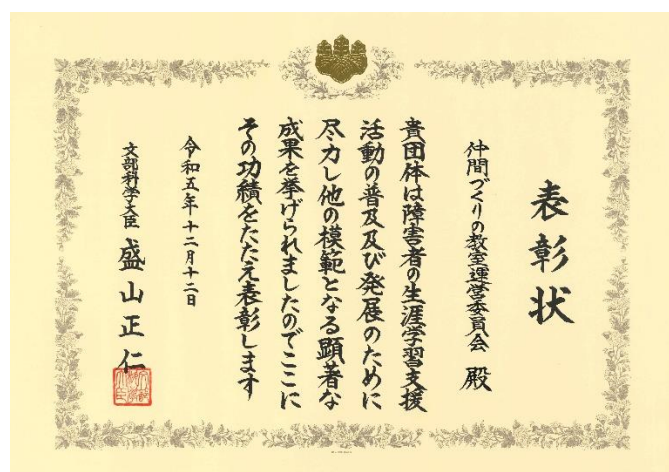 表彰状
仲間づくりの教室運営委員会 殿
貴団体は障害者の生涯学習支援
活動の普及及び発展のために
尽力し他の模範となる顕著な
成果を挙げられましたのでここに
その功績をたたえ表彰します
令和五年十二月十二日
文部科学大臣 盛山正仁